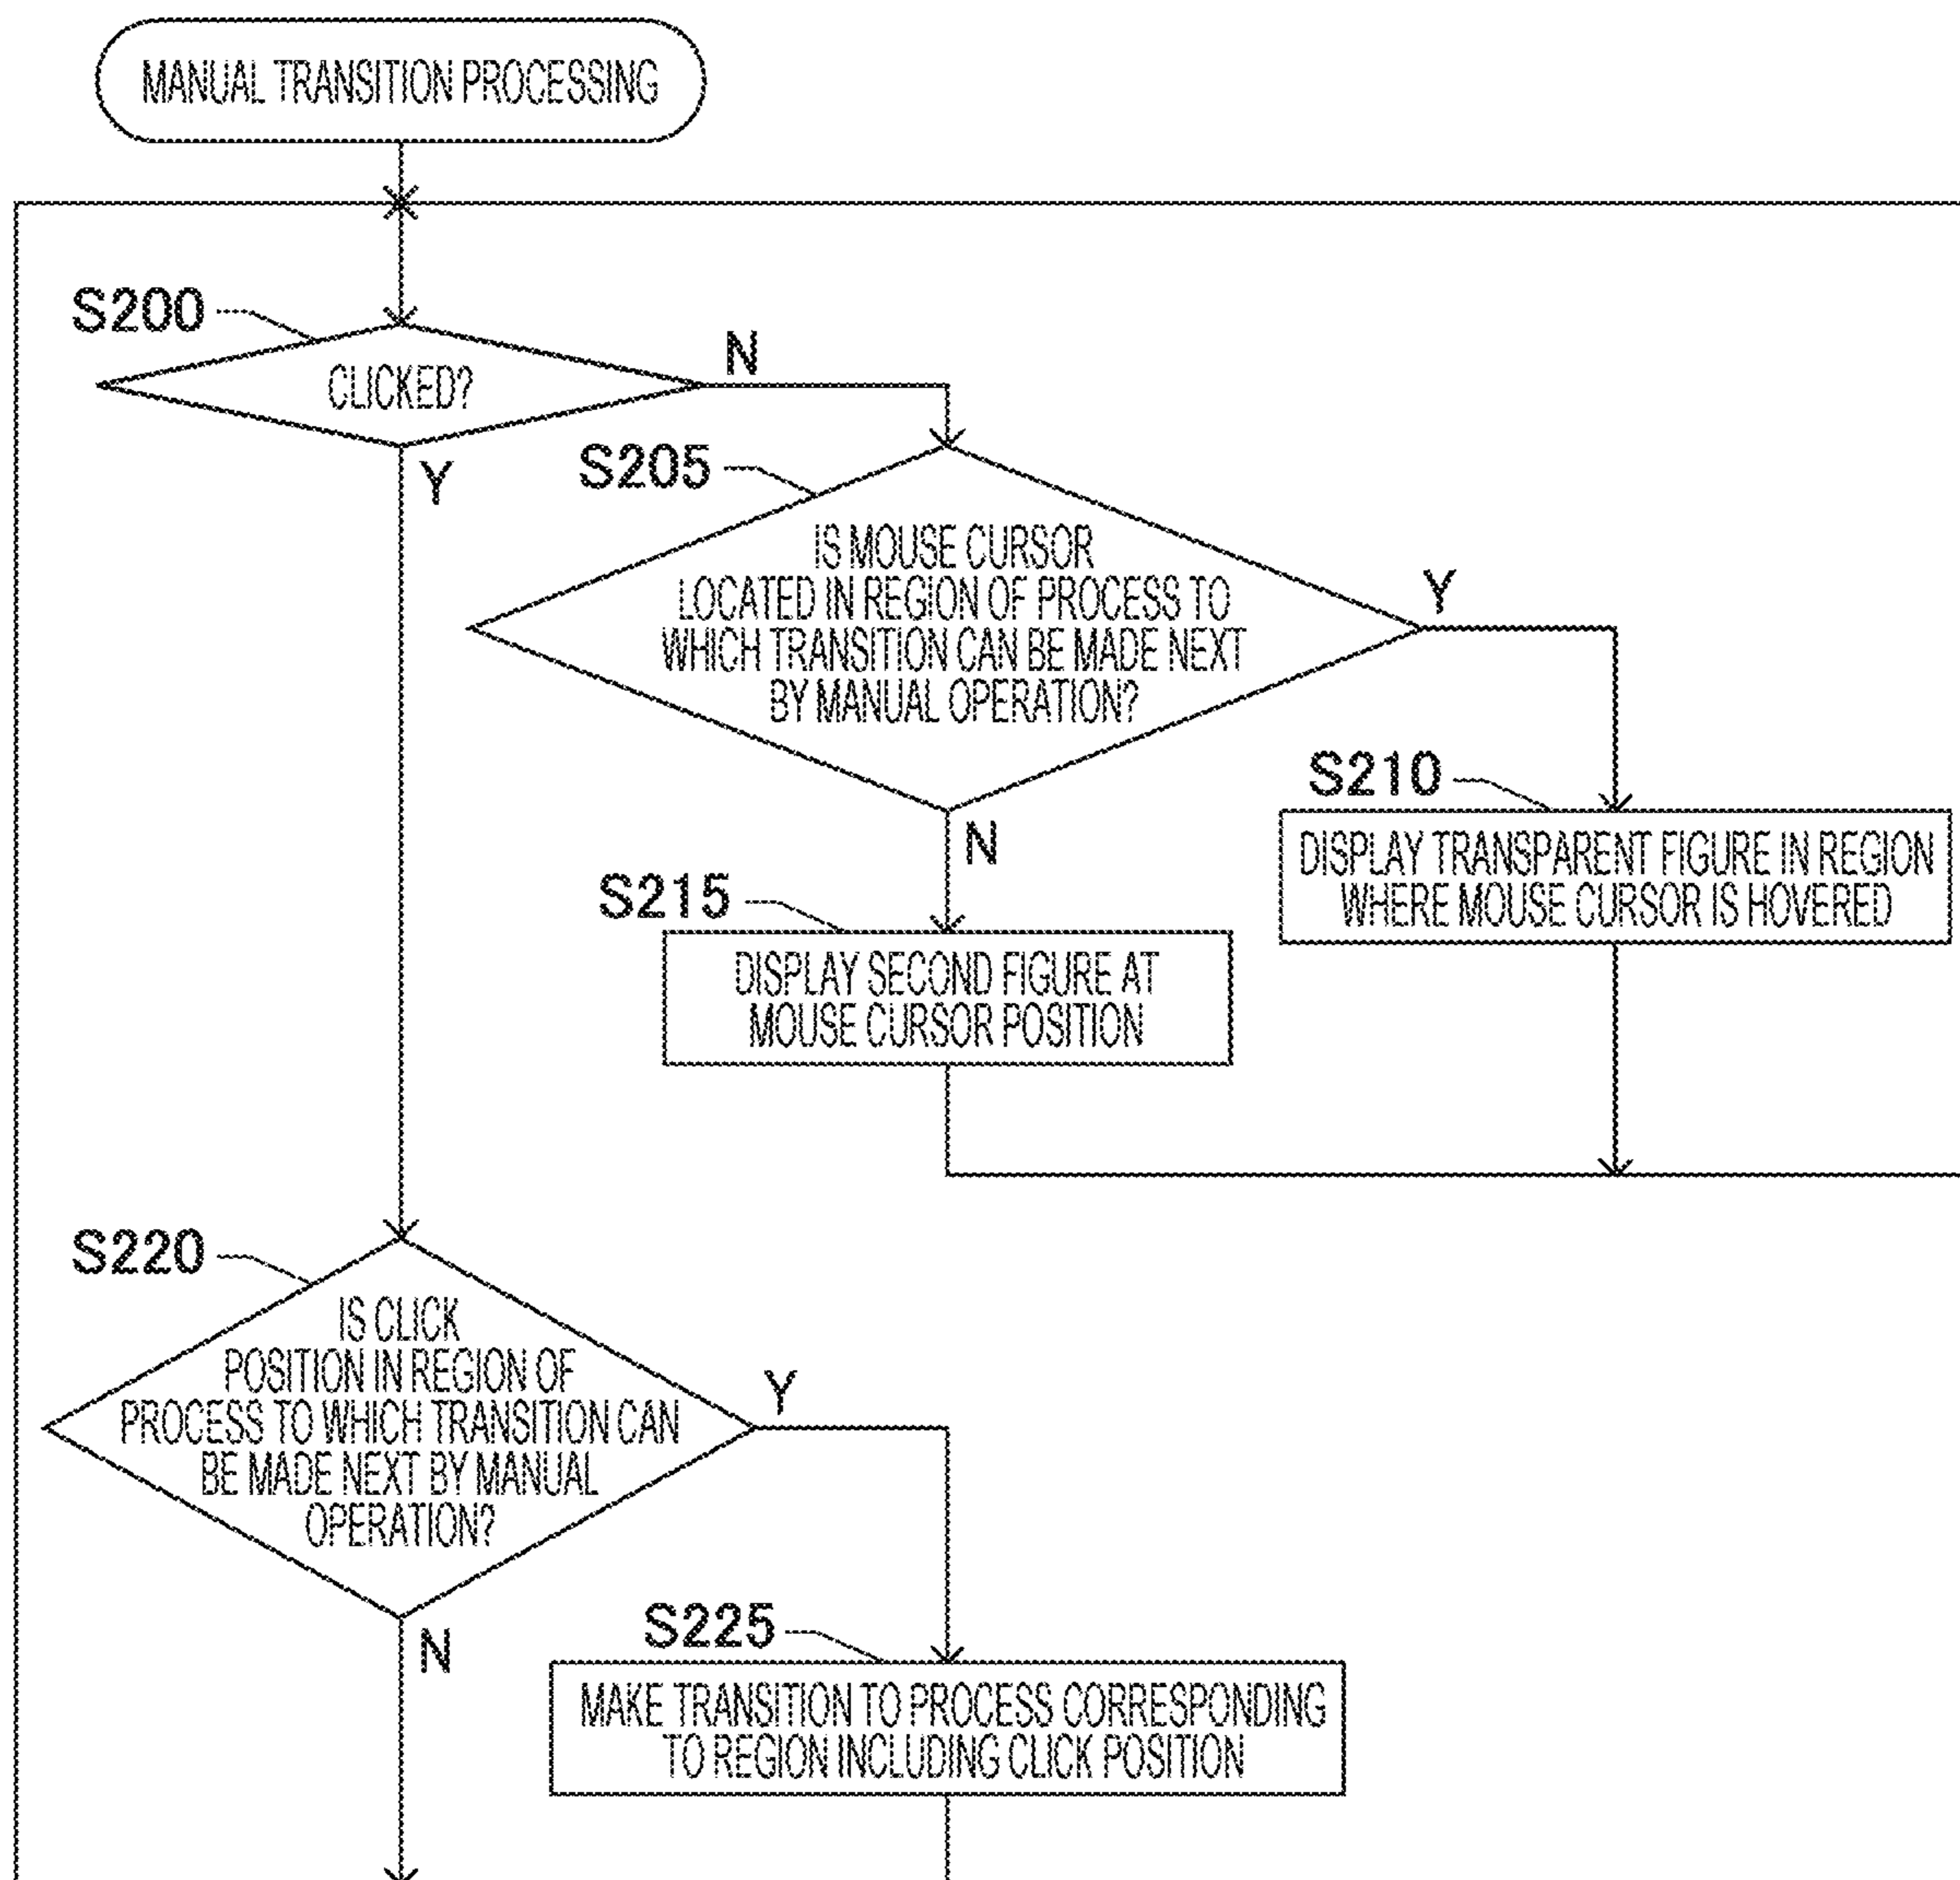 MANUAL TRANSITION PROCESSING
S200
CLICKED?
N
Y
S205
IS MOUSE CURSOR
LOCATED IN REGION OF PROCESS TO
WHICH TRANSITION CAN BE MADE NEXT
BY MANUAL OPERATION?
Y
N
S210
DISPLAY TRANSPARENT FIGURE IN REGION
WHERE MOUSE CURSOR IS HOVERED
S215
DISPLAY SECOND FIGURE AT
MOUSE CURSOR POSITION
S220
IS CLICK
POSITION IN REGION OF
PROCESS TO WHICH TRANSITION CAN
BE MADE NEXT BY MANUAL
OPERATION?
Y
N
S225
MAKE TRANSITION TO PROCESS CORRESPONDING
TO REGION INCLUDING CLICK POSITION